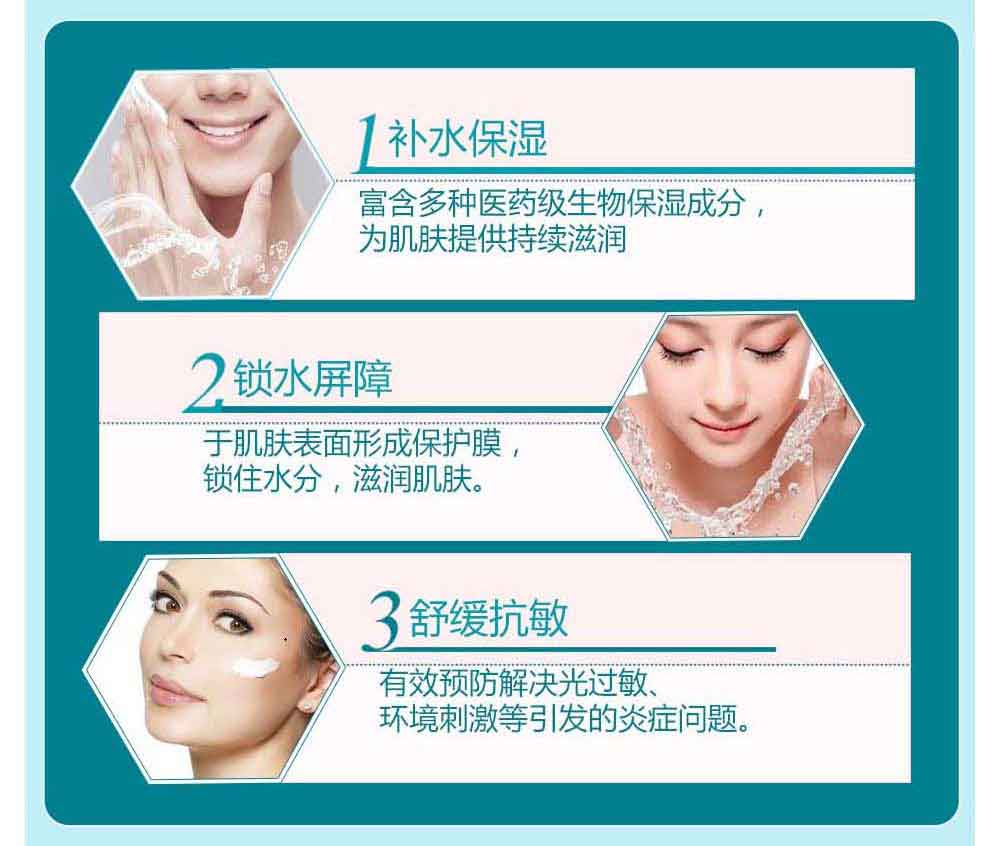 1 补水保湿
富含多种医药级生物保湿成分，
为肌肤提供持续滋润
2 锁水屏障
于肌肤表面形成保护膜，
锁住水分，滋润肌肤。
3 舒缓抗敏
有效预防解决光过敏、
环境刺激等引发的炎症问题。